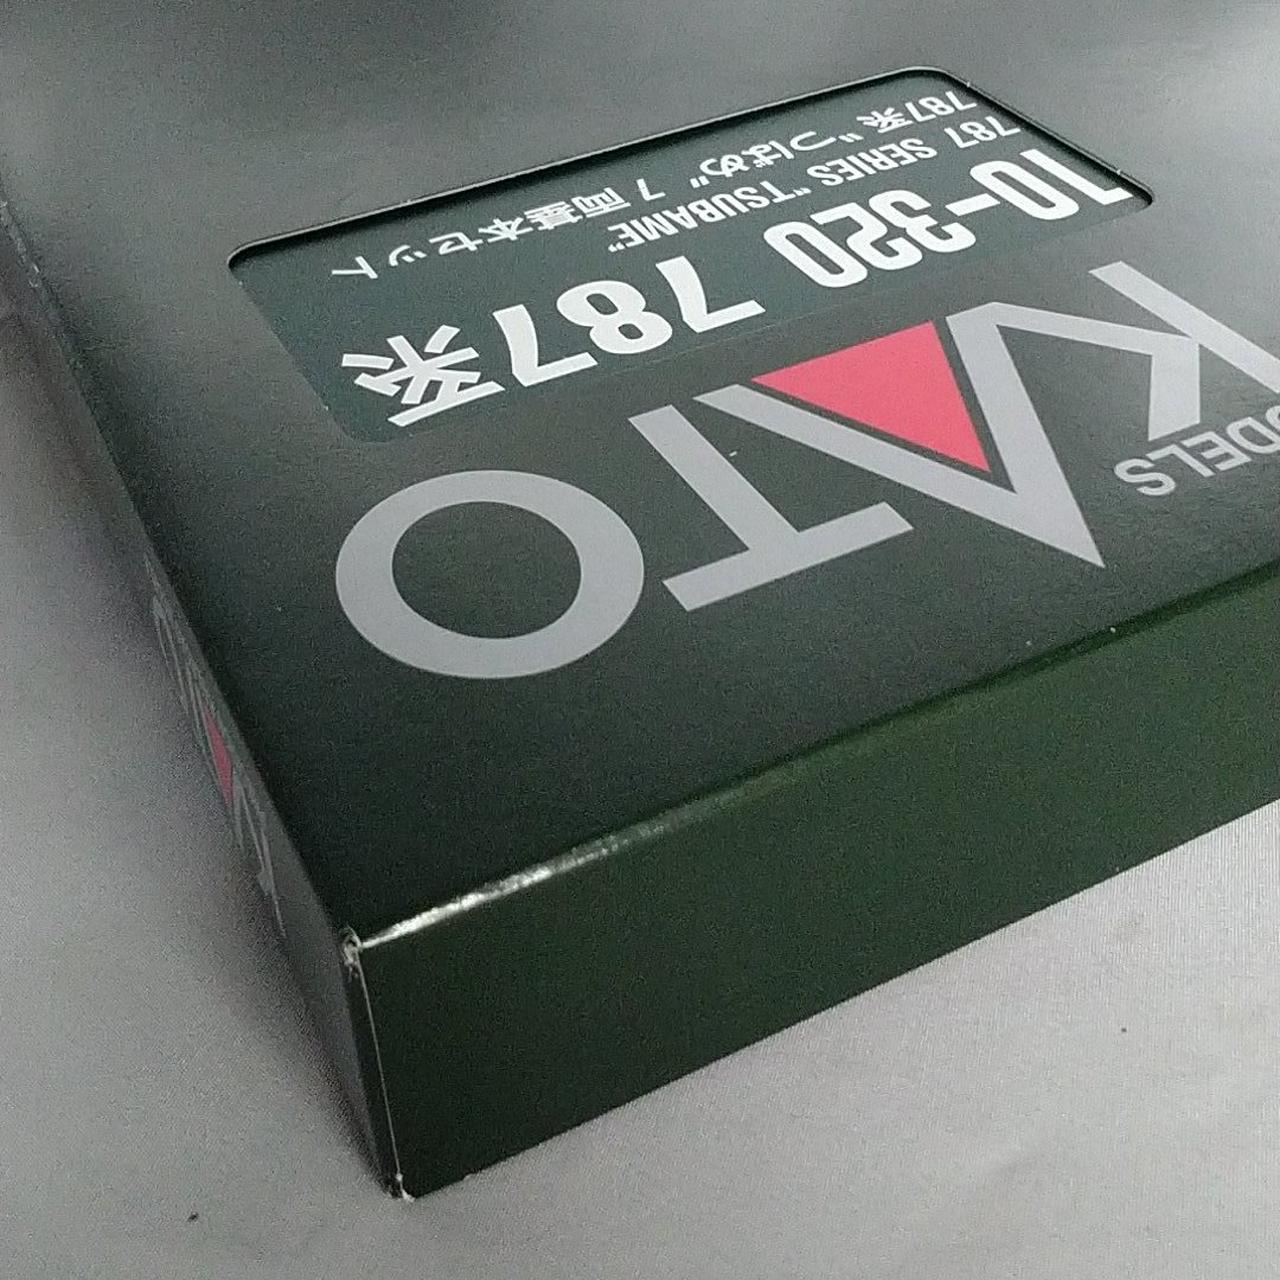 ODELS
KATO
10-320 787系
787 SERIES "TSUBAME"
787系 "つばめ" 7両基本セット